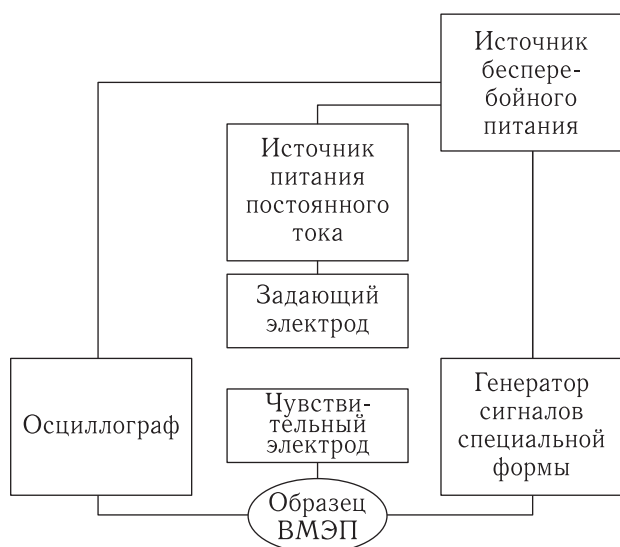 Источник
беспере-
бойного
питания
Источник
питания
постоянного
тока
Задающий
электрод
Осциллограф
Чувстви-
тельный
электрод
Генератор
сигналов
специальной
формы
Образец
ВМЭП